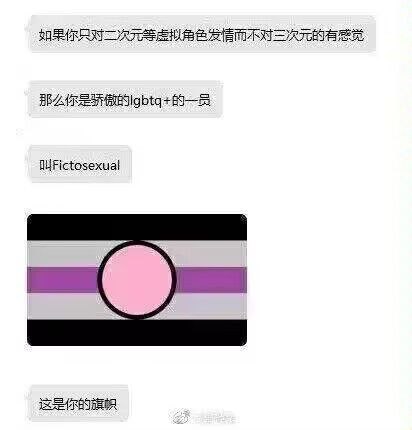 如果你只对二次元等虚拟角色发情而不对三次元的有感觉
那么你是骄傲的lgbtq+的一员
叫Fictosexual
这是你的旗帜